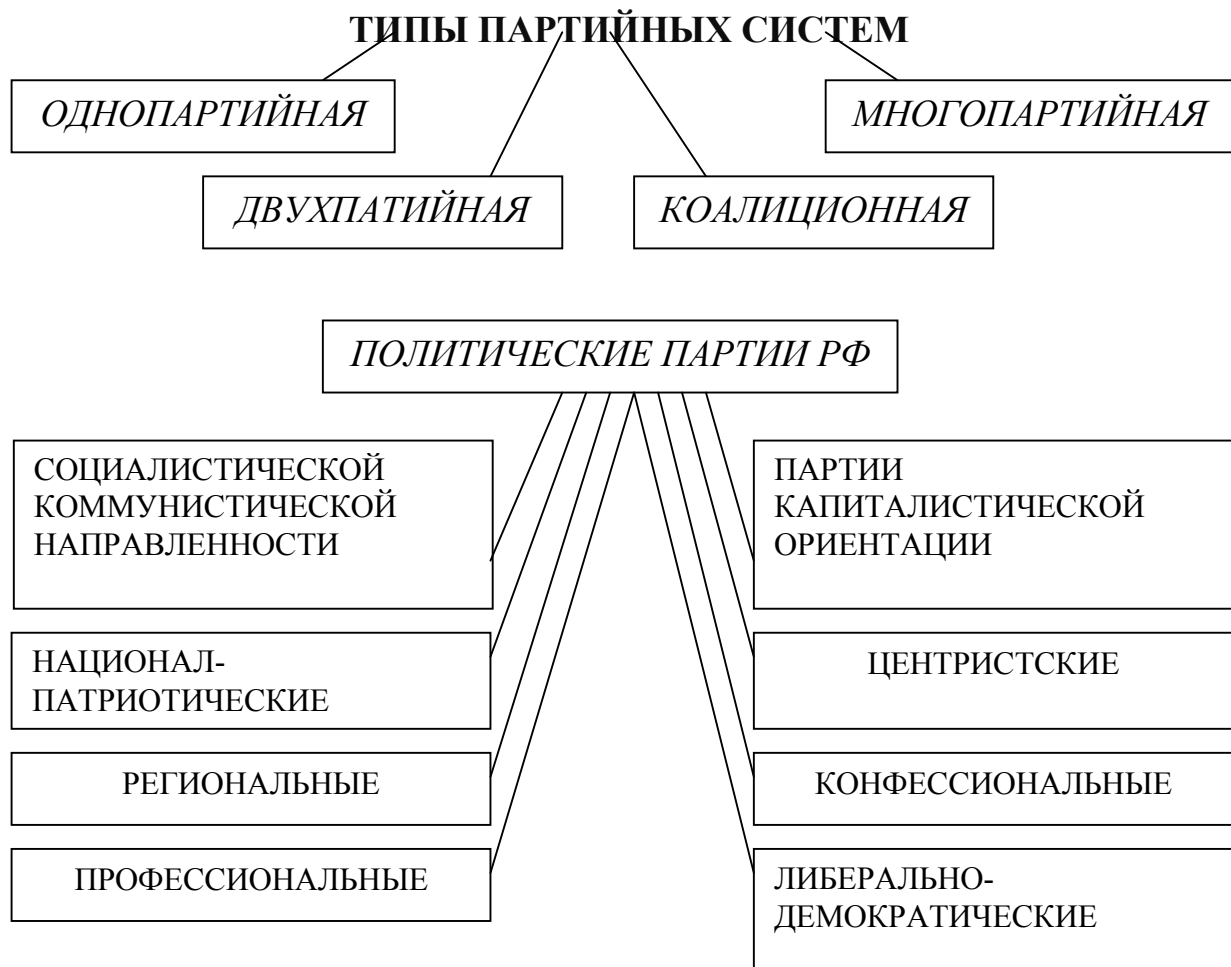 ТИПЫ ПАРТИЙНЫХ СИСТЕМ
ОДНОПАРТИЙНАЯ
МНОГОПАРТИЙНАЯ
ДВУХПАТИЙНАЯ
КОАЛИЦИОННАЯ
ПОЛИТИЧЕСКИЕ ПАРТИИ РФ
СОЦИАЛИСТИЧЕСКОЙ
КОММУНИСТИЧЕСКОЙ
НАПРАВЛЕННОСТИ
ПАРТИИ
КАПИТАЛИСТИЧЕСКОЙ
ОРИЕНТАЦИИ
НАЦИОНАЛ-
ПАТРИОТИЧЕСКИЕ
ЦЕНТРИСТСКИЕ
РЕГИОНАЛЬНЫЕ
КОНФЕССИОНАЛЬНЫЕ
ПРОФЕССИОНАЛЬНЫЕ
ЛИБЕРАЛЬНО-
ДЕМОКРАТИЧЕСКИЕ